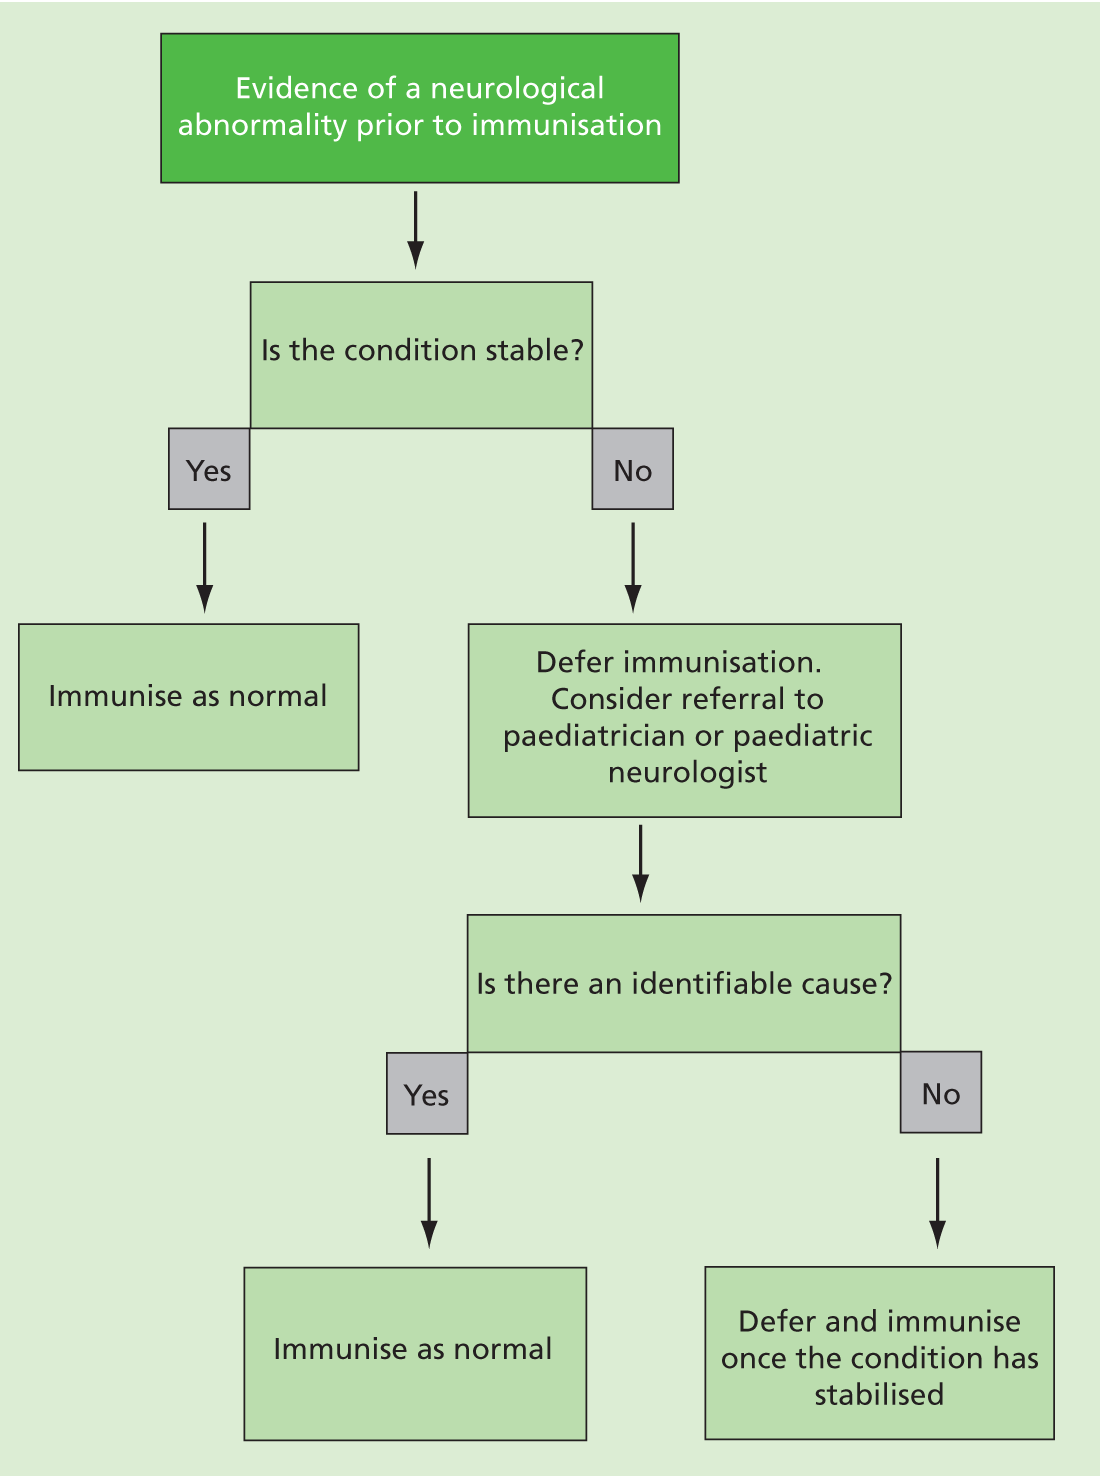 Evidence of a neurological
abnormality prior to immunisation
Is the condition stable?
Yes
No
Immunise as normal
Defer immunisation.
Consider referral to
paediatrician or paediatric
neurologist
Is there an identifiable cause?
Yes
No
Immunise as normal
Defer and immunise
once the condition has
stabilised